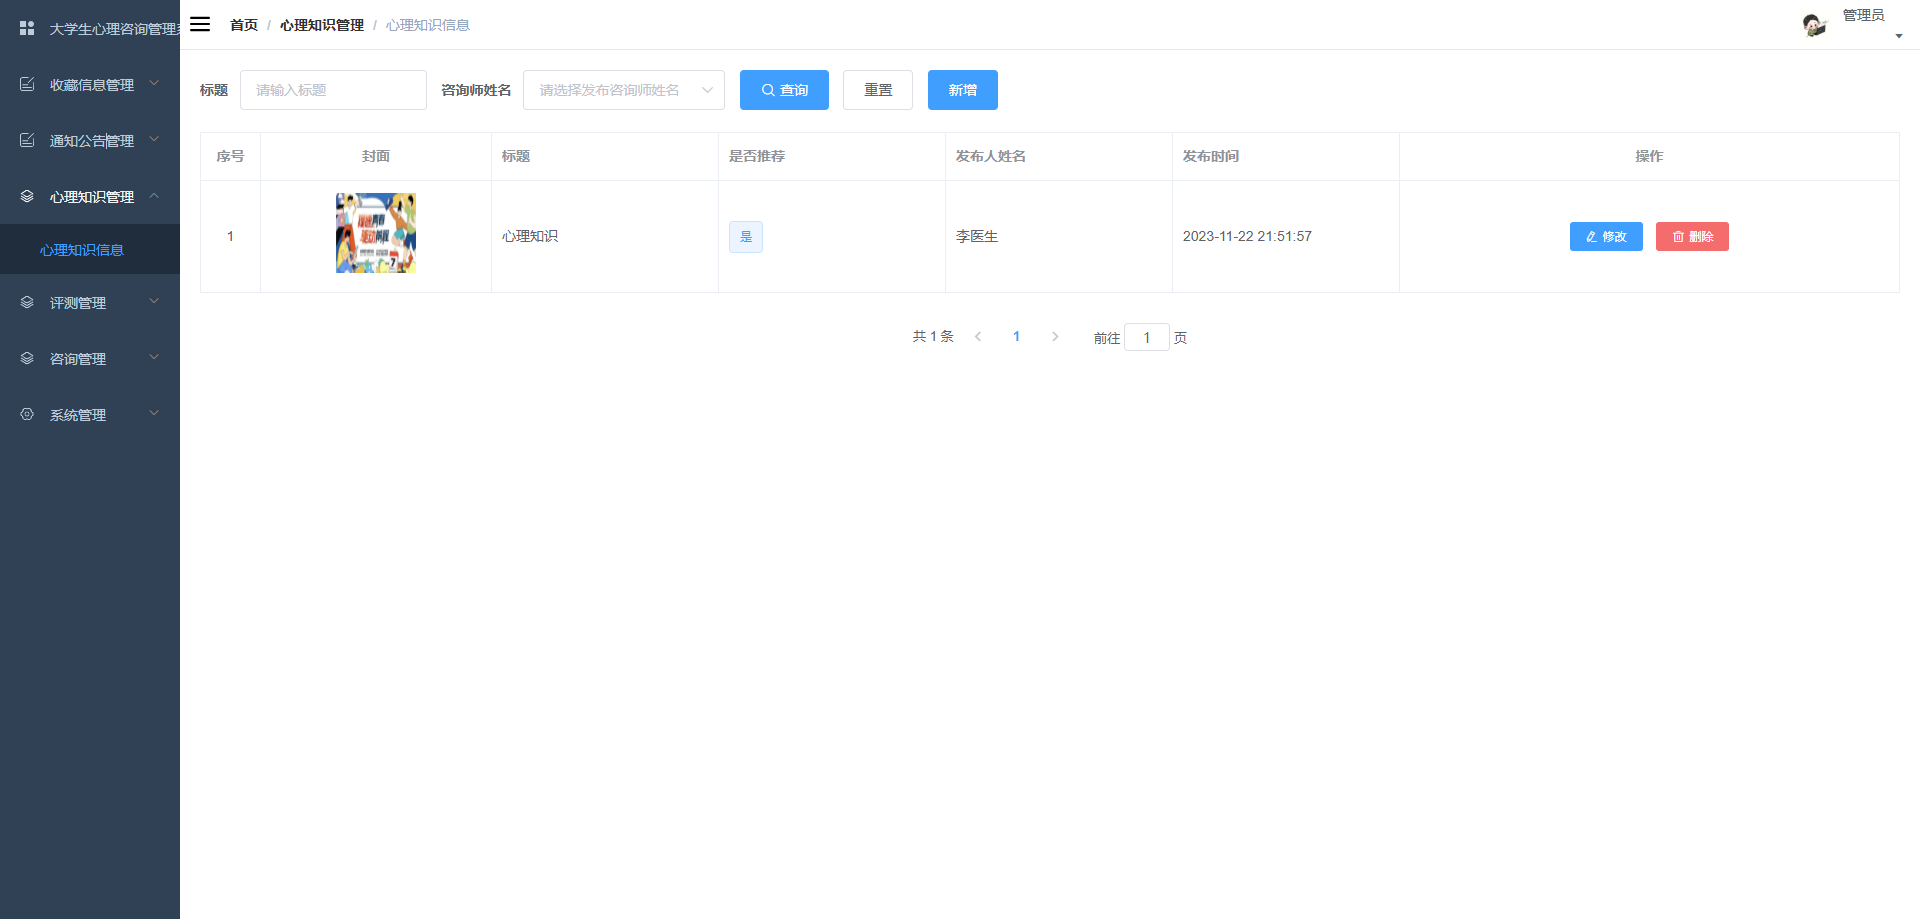 大学生心理咨询管理系
收藏信息管理
通知公告管理
心理知识管理
心理知识信息
评测管理
咨询管理
系统管理
首页 / 心理知识管理 / 心理知识信息
管理员
标题 请输入标题 咨询师姓名 请选择发布咨询师姓名 查询 重置 新增
序号 封面 标题 是否推荐 发布人姓名 发布时间 操作
1 心理知识 是 李医生 2023-11-22 21:51:57 修改 删除
共 1 条 1 前往 1 页